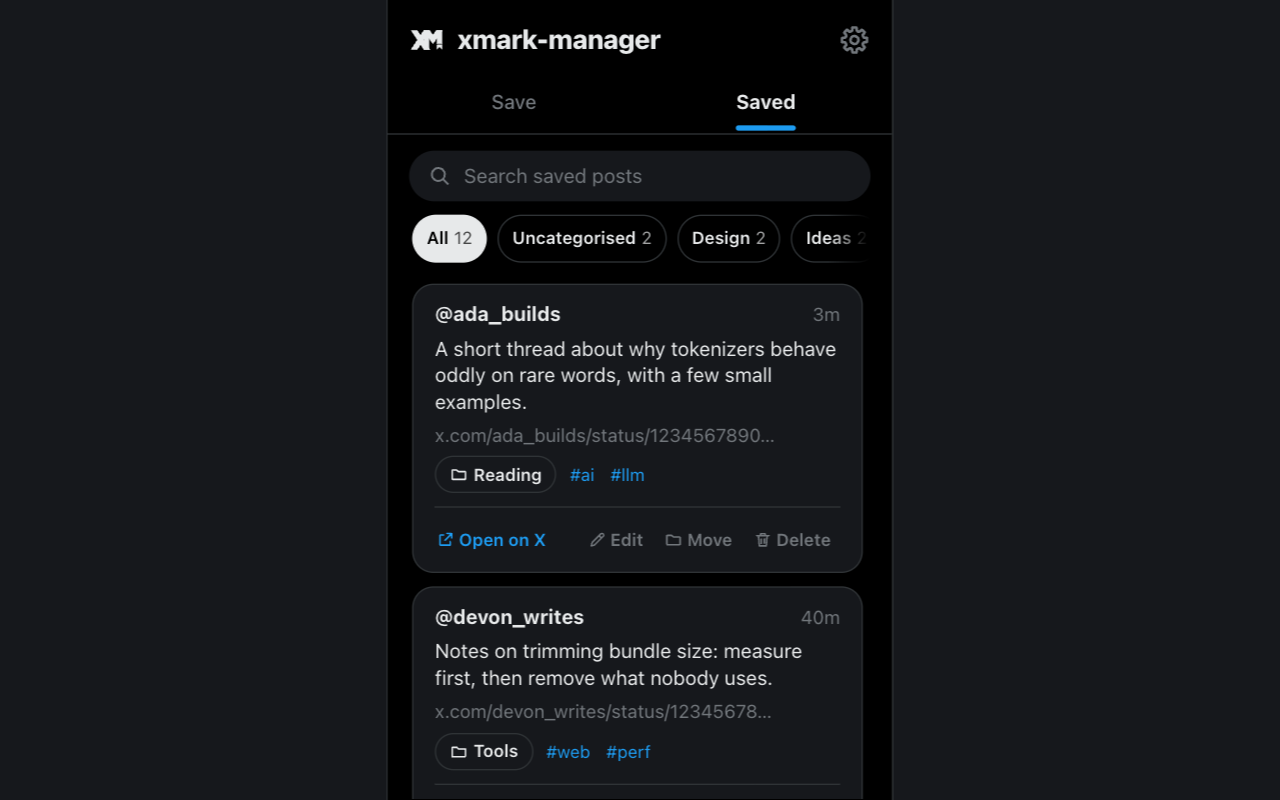 XM xmark-manager
Save Saved
Search saved posts
All 12 Uncategorised 2 Design 2 Ideas 2
@ada_builds 3m
A short thread about why tokenizers behave
oddly on rare words, with a few small
examples.
x.com/ada_builds/status/1234567890...
Reading #ai #llm
Open on X Edit Move Delete
@devon_writes 40m
Notes on trimming bundle size: measure
first, then remove what nobody uses.
x.com/devon_writes/status/12345678...
Tools #web #perf